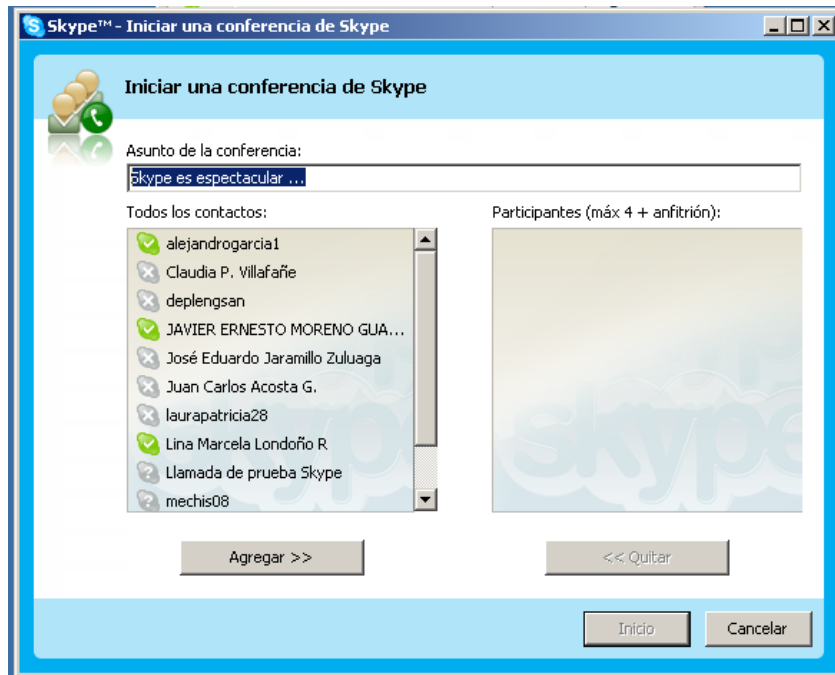 Skype™ - Iniciar una conferencia de Skype
Iniciar una conferencia de Skype
Asunto de la conferencia:
Skype es espectacular ...
Todos los contactos:
alejandrogarcia1
Claudia P. Villafañe
deplengsan
JAVIER ERNESTO MORENO GUA...
José Eduardo Jaramillo Zuluaga
Juan Carlos Acosta G.
laurapatricia28
Lina Marcela Londoño R
Llamada de prueba Skype
mechis08
Agregar >>
Participantes (máx 4 + anfitrión):
skype
<< Quitar
Inicio
Cancelar